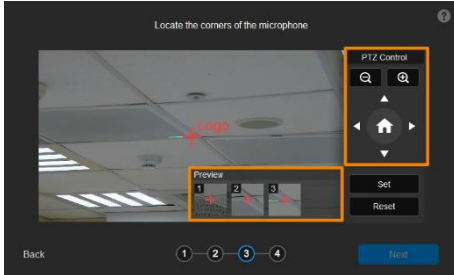 ?
Locate the corners of the microphone
PTZ Control
Logo
Preview
1 2 3
Set
Reset
Back
1 2 3 4
Next